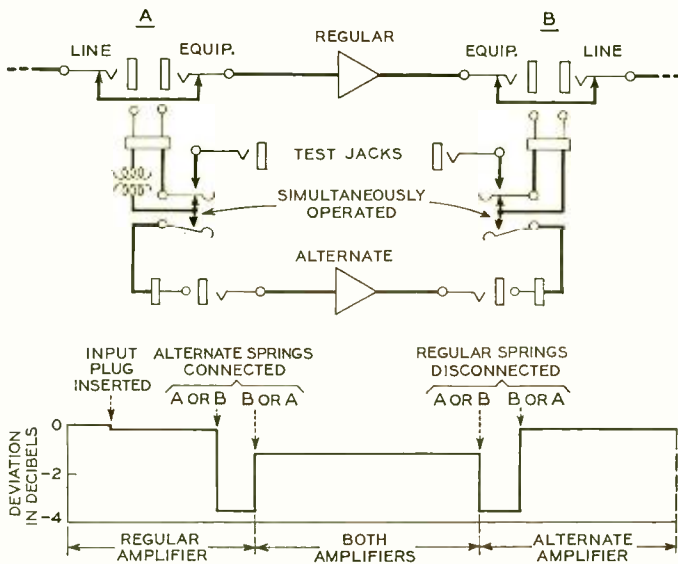 A
B
LINE
EQUIP.
REGULAR
EQUIP.
LINE
TEST JACKS
SIMULTANEOUSLY
OPERATED
ALTERNATE
INPUT
PLUG
INSERTED
ALTERNATE SPRINGS
CONNECTED
A OR B
B OR A
REGULAR SPRINGS
DISCONNECTED
A OR B
B OR A
DEVIATION
IN DECIBELS
0
-2
-4
REGULAR
AMPLIFIER
BOTH
AMPLIFIERS
ALTERNATE
AMPLIFIER